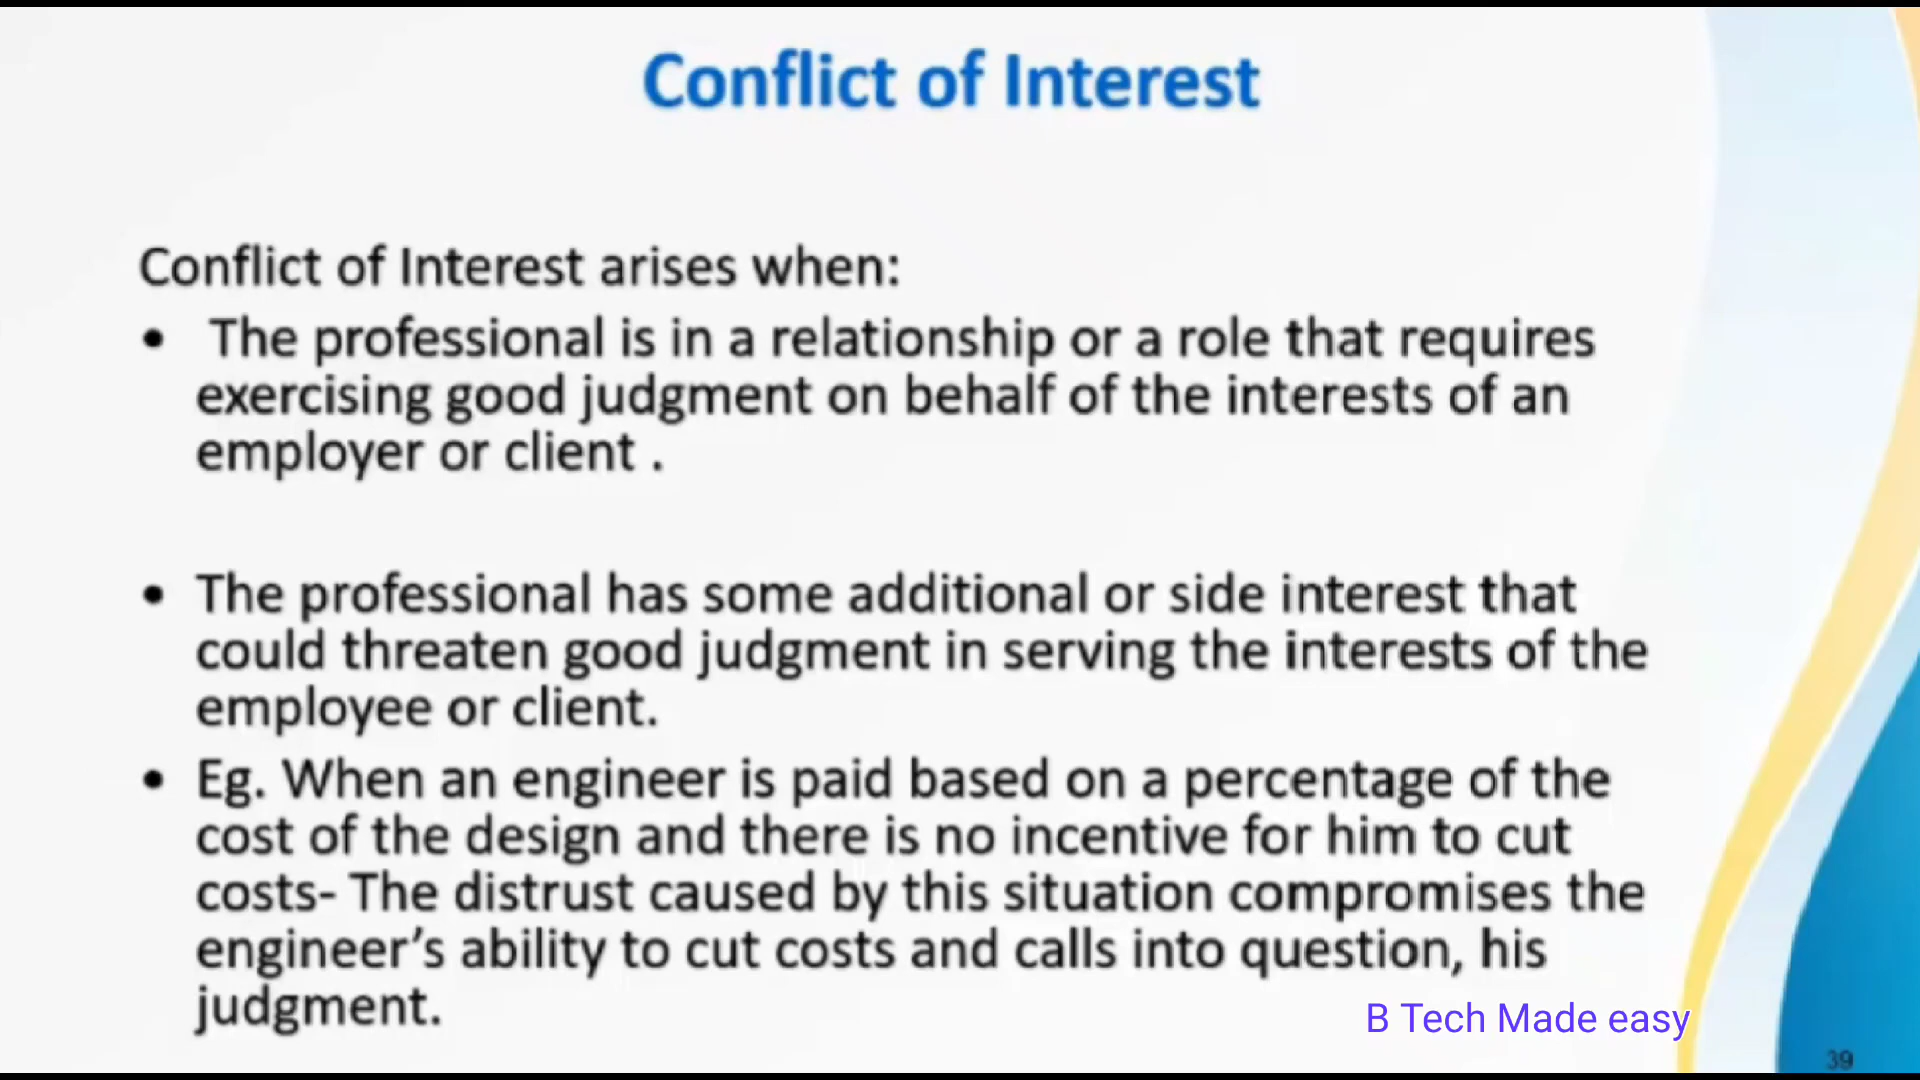 Conflict of Interest
Conflict of Interest arises when:
• The professional is in a relationship or a role that requires
exercising good judgment on behalf of the interests of an
employer or client .
• The professional has some additional or side interest that
could threaten good judgment in serving the interests of the
employee or client.
• Eg. When an engineer is paid based on a percentage of the
cost of the design and there is no incentive for him to cut
costs- The distrust caused by this situation compromises the
engineer’s ability to cut costs and calls into question, his
judgment.
B Tech Made easy
39